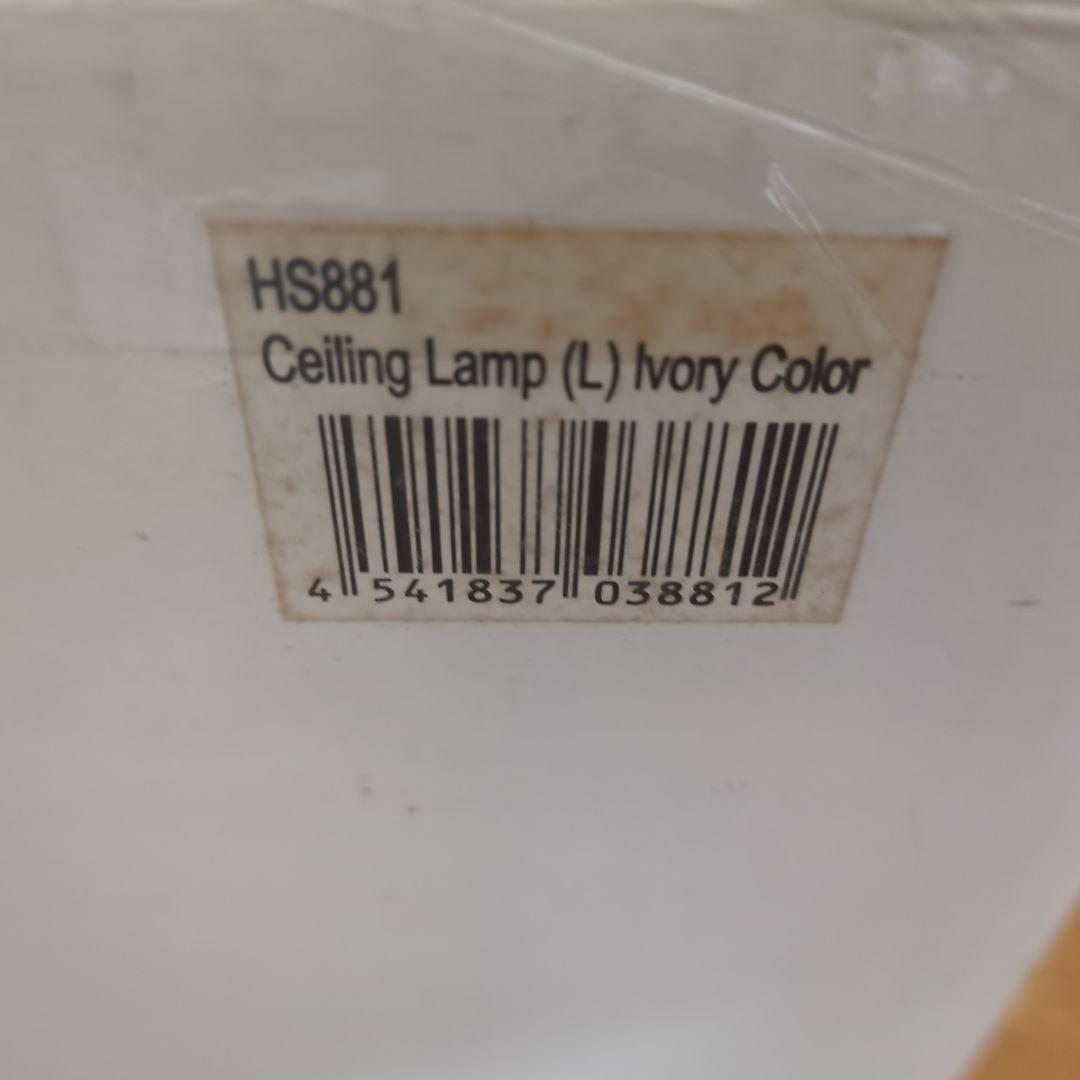 HS881
Ceiling Lamp (L) Ivory Color
4 541837 038812